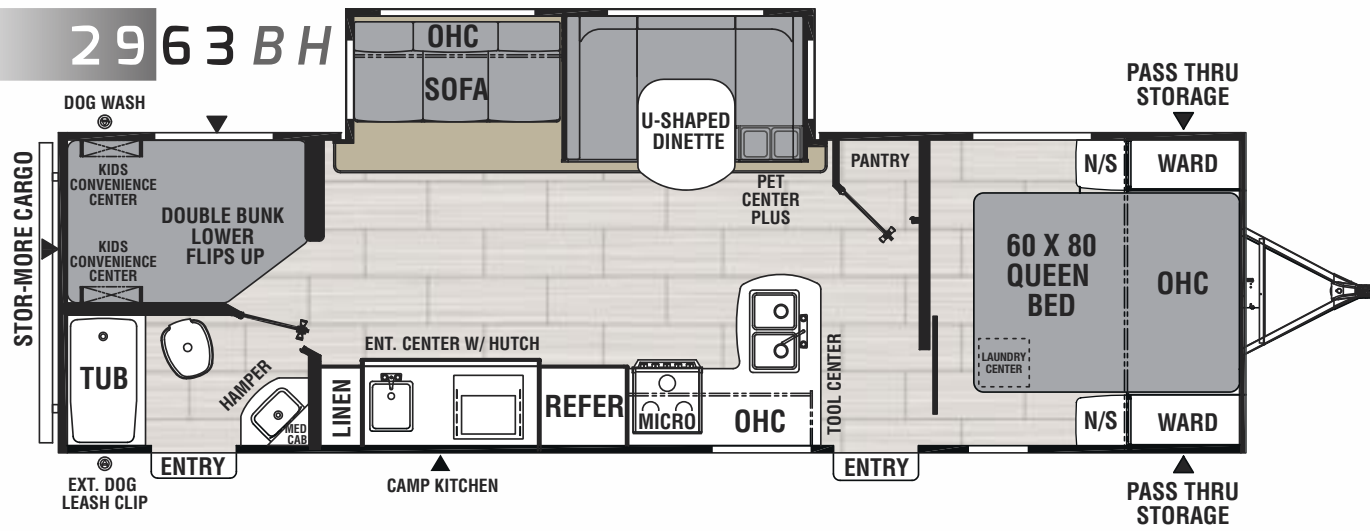 2963BH
DOG WASH
OHC
SOFA
U-SHAPED
DINETTE
PASS THRU
STORAGE
STOR-MORE CARGO
KIDS
CONVENIENCE
CENTER
DOUBLE BUNK
LOWER
FLIPS UP
KIDS
CONVENIENCE
CENTER
PET
CENTER
PLUS
PANTRY
N/S
WARD
60 X 80
QUEEN
BED
OHC
LAUNDRY
CENTER
TUB
HAMPER
MED
CAB
LINEN
ENT. CENTER W/ HUTCH
REFER
MICRO
OHC
TOOL CENTER
N/S
WARD
ENTRY
ENTRY
EXT. DOG
LEASH CLIP
CAMP KITCHEN
PASS THRU
STORAGE